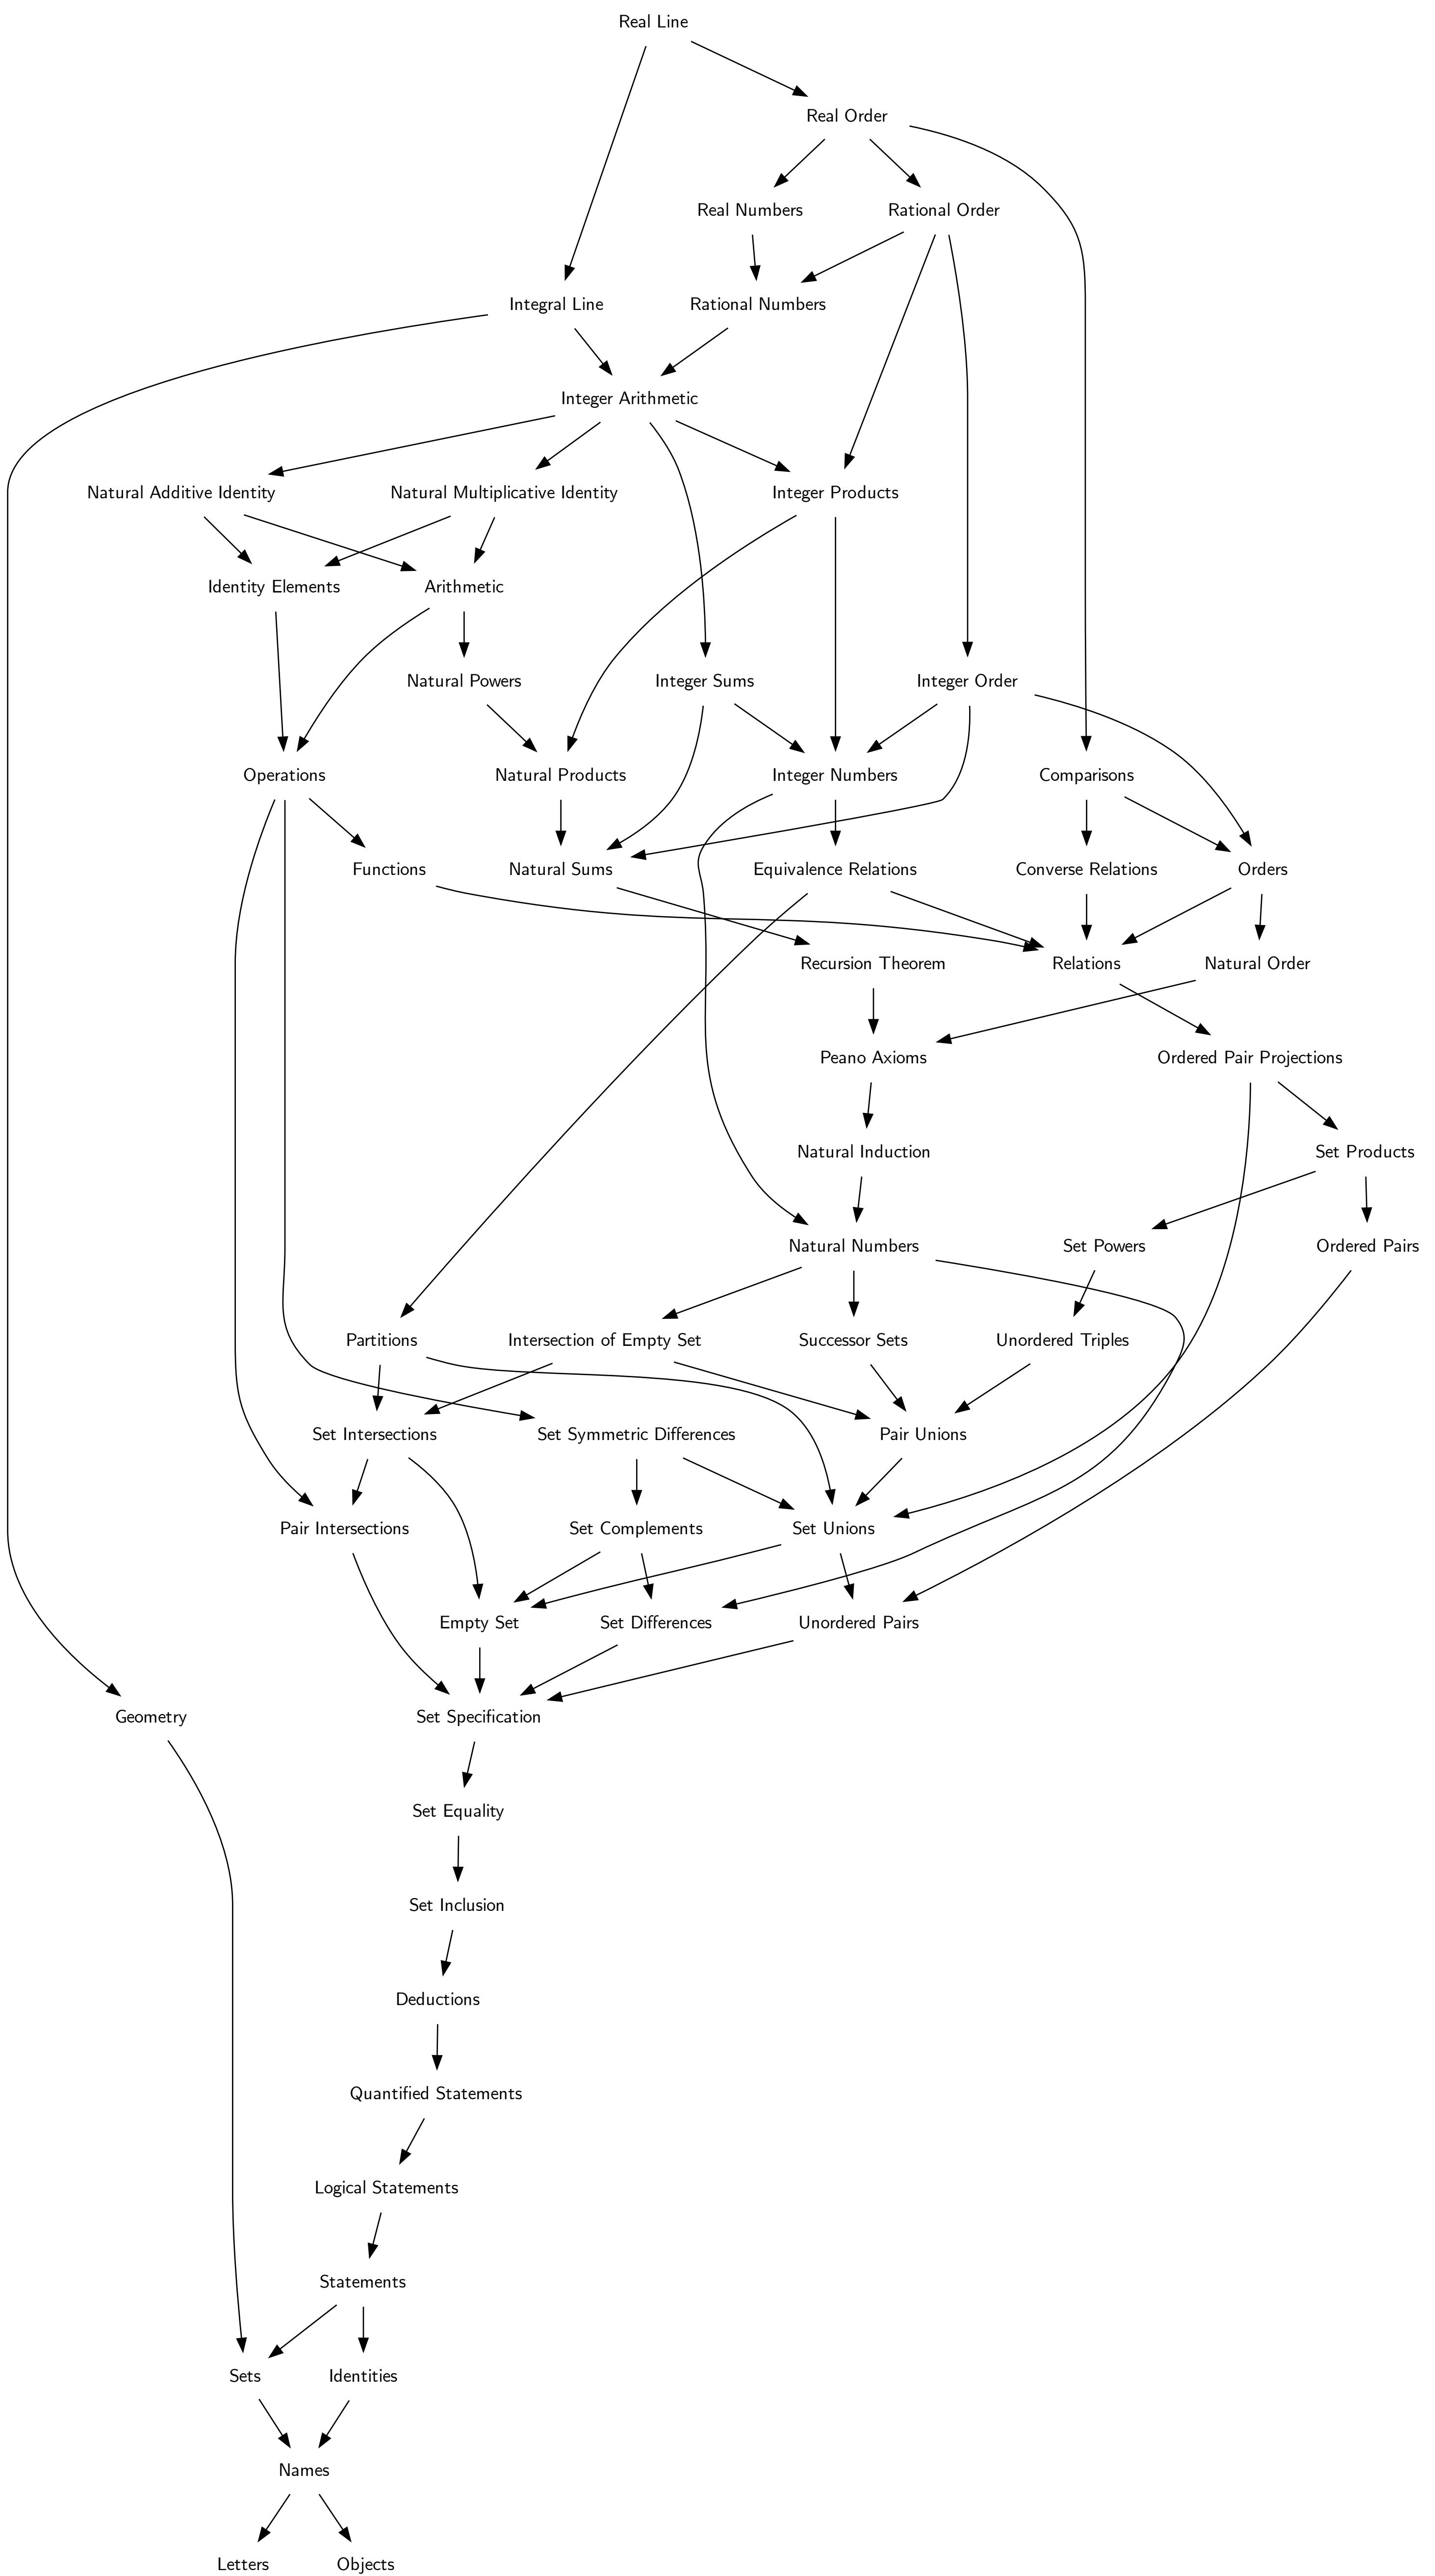 Real Line
Real Order
Real Numbers
Rational Order
Integral Line
Rational Numbers
Integer Arithmetic
Natural Additive Identity
Natural Multiplicative Identity
Integer Products
Identity Elements
Arithmetic
Natural Powers
Integer Sums
Integer Order
Operations
Natural Products
Integer Numbers
Comparisons
Functions
Natural Sums
Equivalence Relations
Converse Relations
Orders
Recursion Theorem
Relations
Natural Order
Peano Axioms
Ordered Pair Projections
Natural Induction
Set Products
Natural Numbers
Set Powers
Ordered Pairs
Partitions
Intersection of Empty Set
Successor Sets
Unordered Triples
Set Intersections
Set Symmetric Differences
Pair Unions
Pair Intersections
Set Complements
Set Unions
Empty Set
Set Differences
Unordered Pairs
Geometry
Set Specification
Set Equality
Set Inclusion
Deductions
Quantified Statements
Logical Statements
Statements
Sets
Identities
Names
Letters
Objects